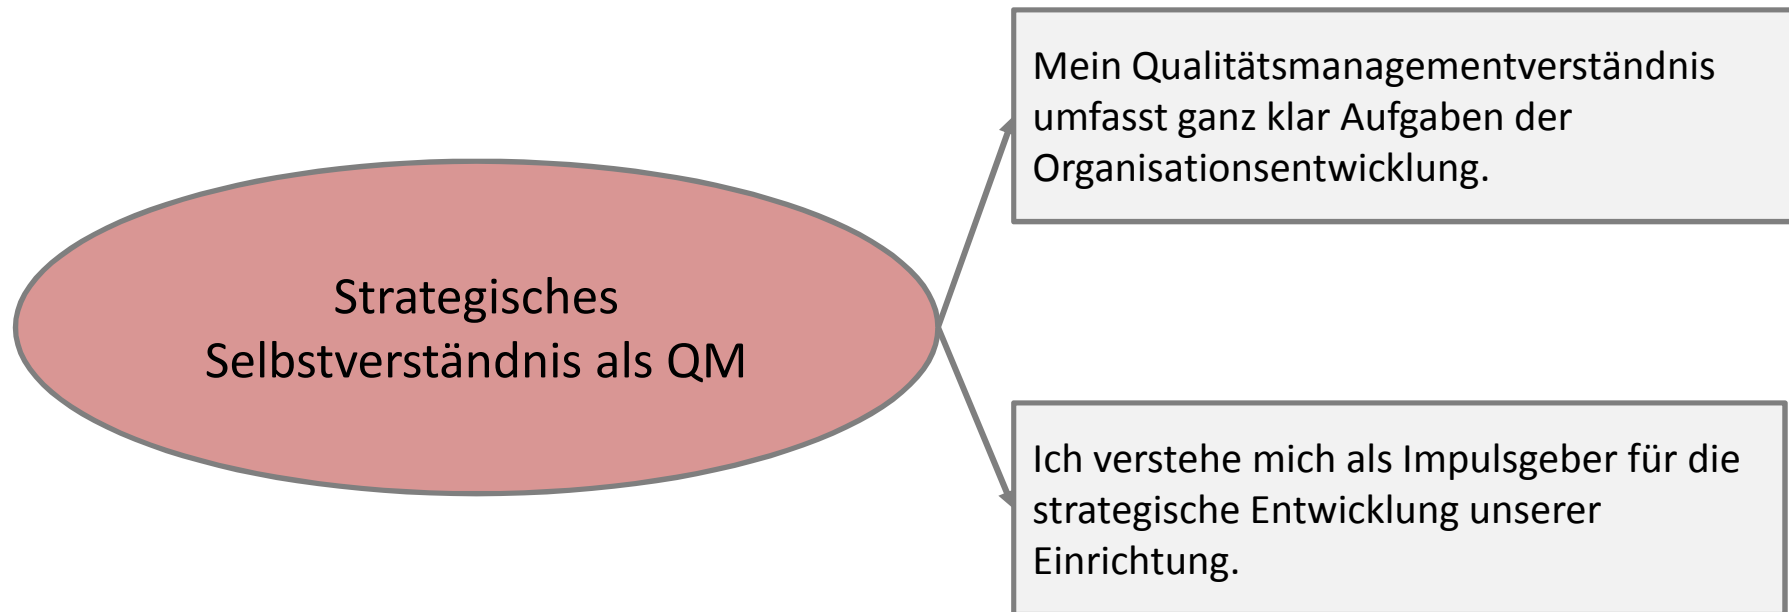 Mein Qualitätsmanagementverständnis
umfasst ganz klar Aufgaben der
Organisationsentwicklung.
Strategisches
Selbstverständnis als QM
Ich verstehe mich als Impulsgeber für die
strategische Entwicklung unserer
Einrichtung.